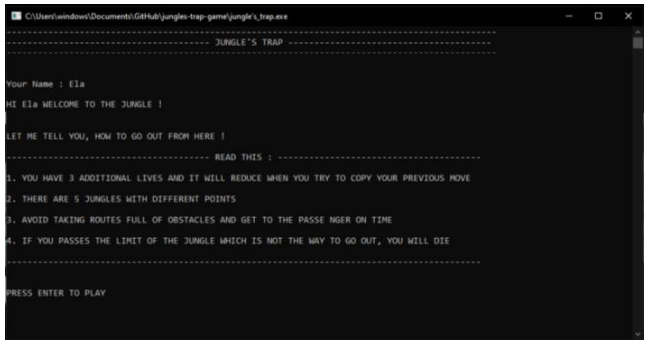 C:\Users\windows\Documents\GitHub\jungles-trap-game\jungle's_trap.exe
JUNGLE'S TRAP
Your Name : Ela
HI Ela WELCOME TO THE JUNGLE !
LET ME TELL YOU, HOW TO GO OUT FROM HERE !
READ THIS :
1. YOU HAVE 3 ADDITIONAL LIVES AND IT WILL REDUCE WHEN YOU TRY TO COPY YOUR PREVIOUS MOVE
2. THERE ARE 5 JUNGLES WITH DIFFERENT POINTS
3. AVOID TAKING ROUTES FULL OF OBSTACLES AND GET TO THE PASSE NGER ON TIME
4. IF YOU PASSES THE LIMIT OF THE JUNGLE WHICH IS NOT THE WAY TO GO OUT, YOU WILL DIE
PRESS ENTER TO PLAY